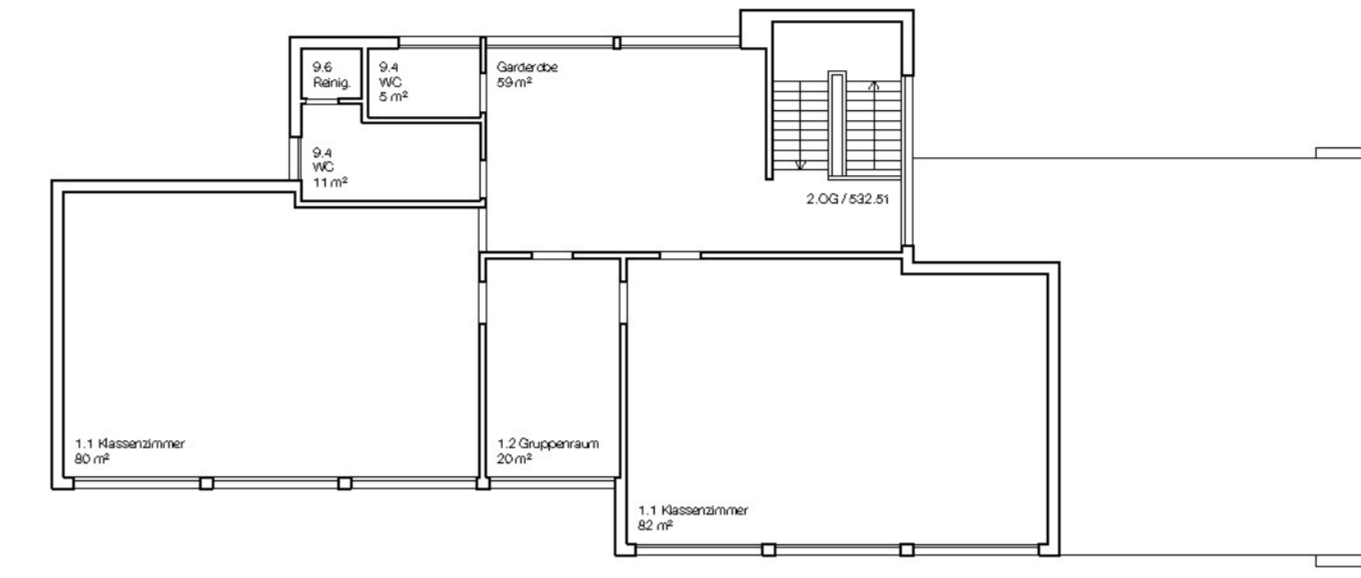 9.6
Reinig.
9.4
WC
5 m²
Garderobe
59 m²
9.4
WC
11 m²
2.OG / 532.51
1.1 Klassenzimmer
80 m²
1.2 Gruppenraum
20 m²
1.1 Klassenzimmer
82 m²